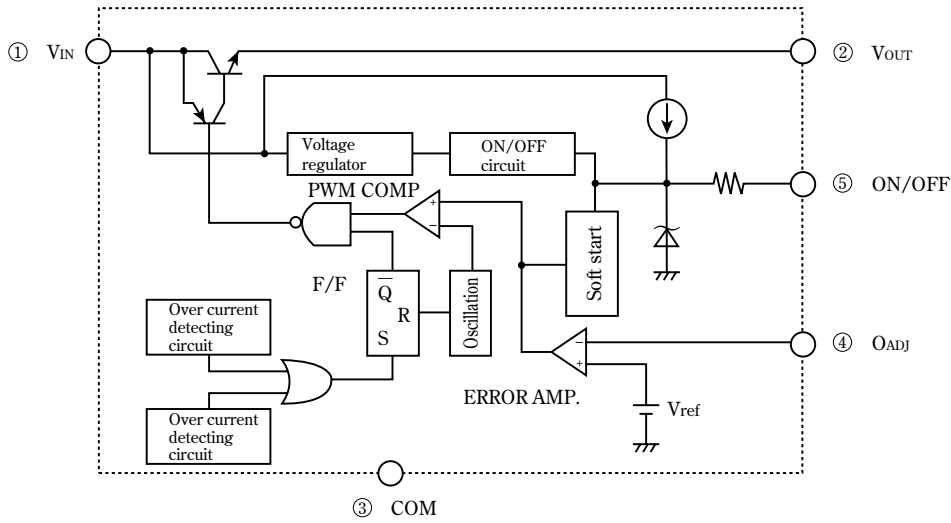 ① VIN
② VOUT
Voltage
regulator
ON/OFF
circuit
PWM COMP
⑤ ON/OFF
+
−
Soft start
F/F
Q̅
R
S
Oscillation
Over current
detecting
circuit
④ OADJ
−
+
ERROR AMP.
Vref
Over current
detecting
circuit
③ COM